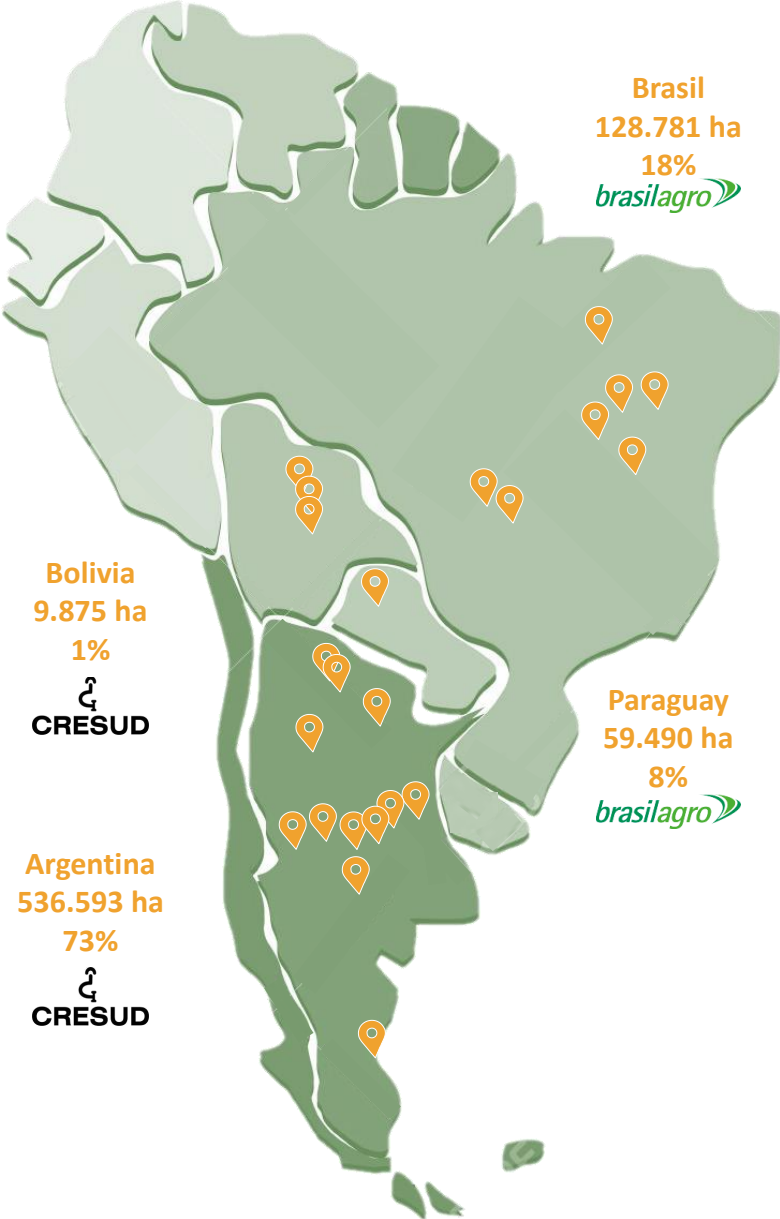 Brasil
128.781 ha
18%
brasilagro
Bolivia
9.875 ha
1%
CRESUD
Paraguay
59.490 ha
8%
brasilagro
Argentina
536.593 ha
73%
CRESUD